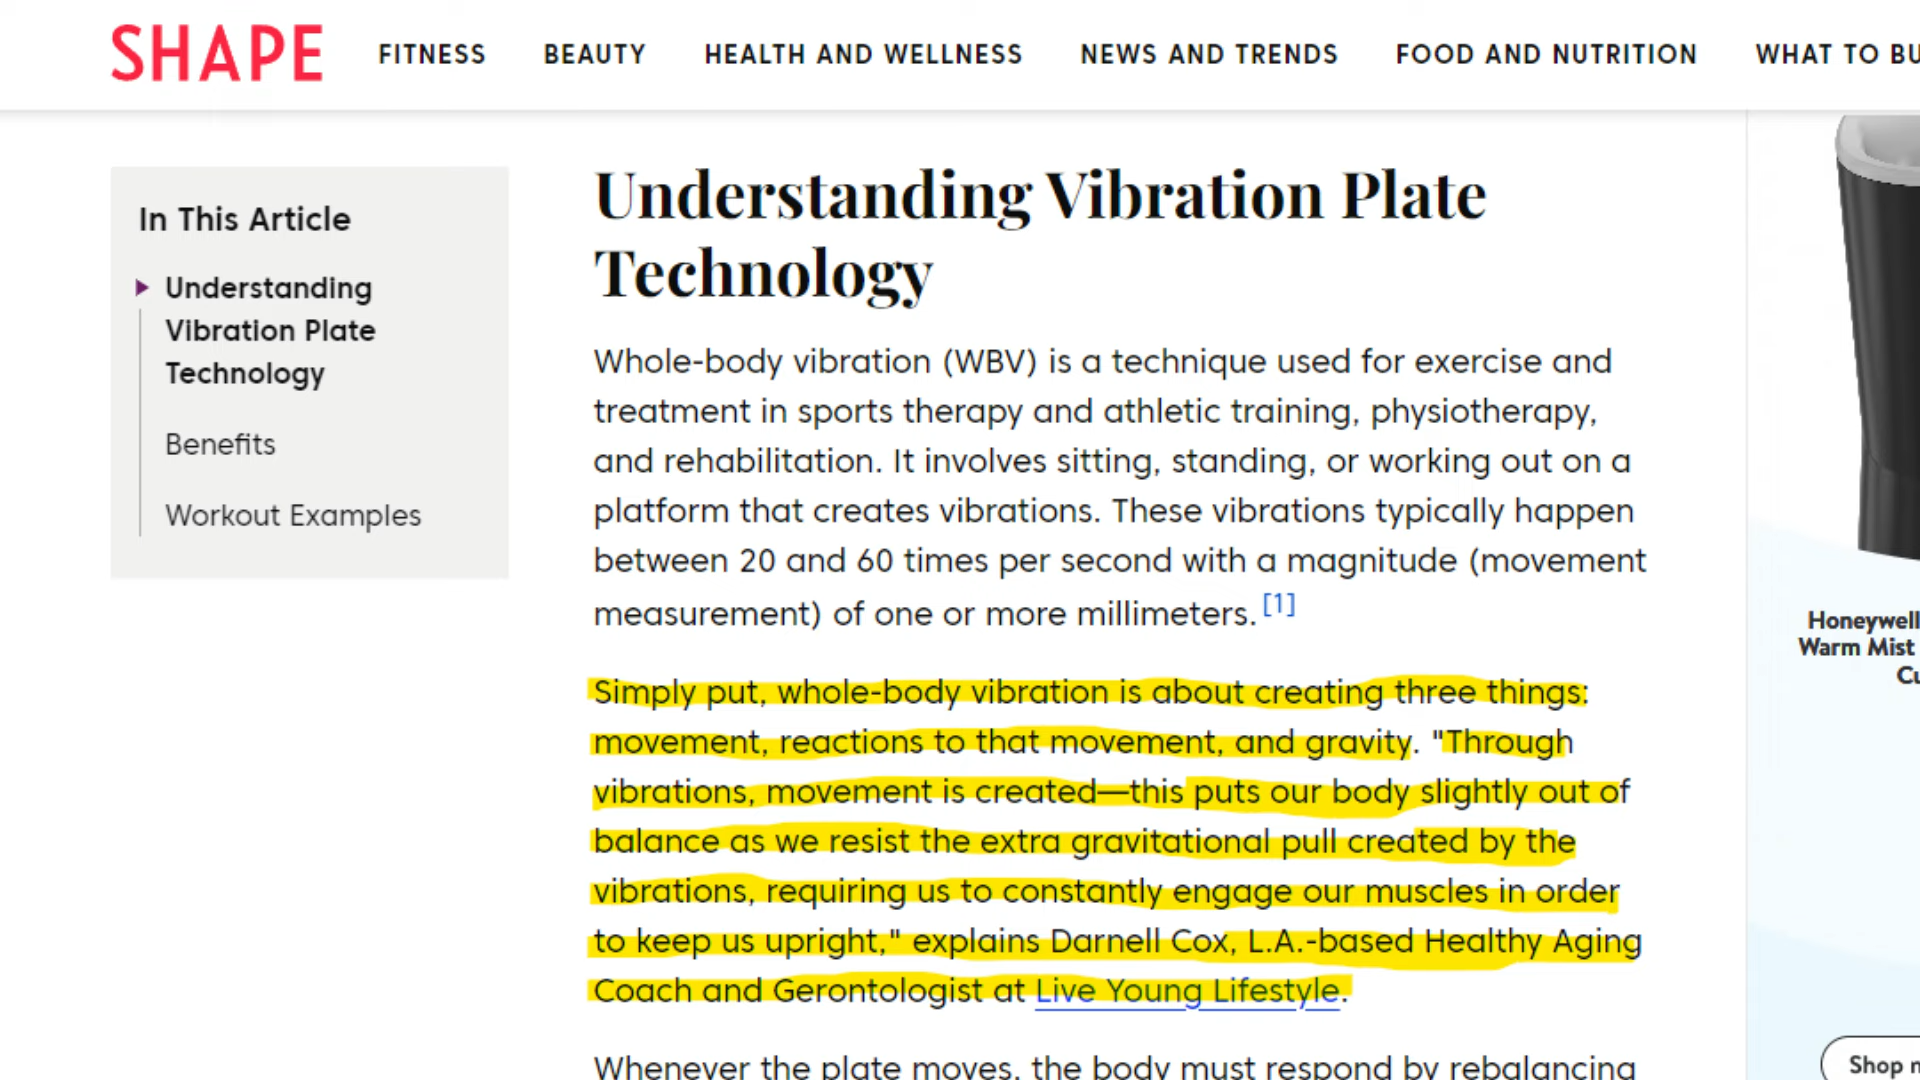 SHAPE FITNESS BEAUTY HEALTH AND WELLNESS NEWS AND TRENDS FOOD AND NUTRITION WHAT TO BU
In This Article
Understanding
Vibration Plate
Technology
Benefits
Workout Examples
Understanding Vibration Plate
Technology
Whole-body vibration (WBV) is a technique used for exercise and
treatment in sports therapy and athletic training, physiotherapy,
and rehabilitation. It involves sitting, standing, or working out on a
platform that creates vibrations. These vibrations typically happen
between 20 and 60 times per second with a magnitude (movement
measurement) of one or more millimeters. [1]
Simply put, whole-body vibration is about creating three things:
movement, reactions to that movement, and gravity. "Through
vibrations, movement is created—this puts our body slightly out of
balance as we resist the extra gravitational pull created by the
vibrations, requiring us to constantly engage our muscles in order
to keep us upright," explains Darnell Cox, L.A.-based Healthy Aging
Coach and Gerontologist at Live Young Lifestyle.
Whenever the plate moves, the body must respond by rebalancing
Honeywell
Warm Mist
Cu
Shop n